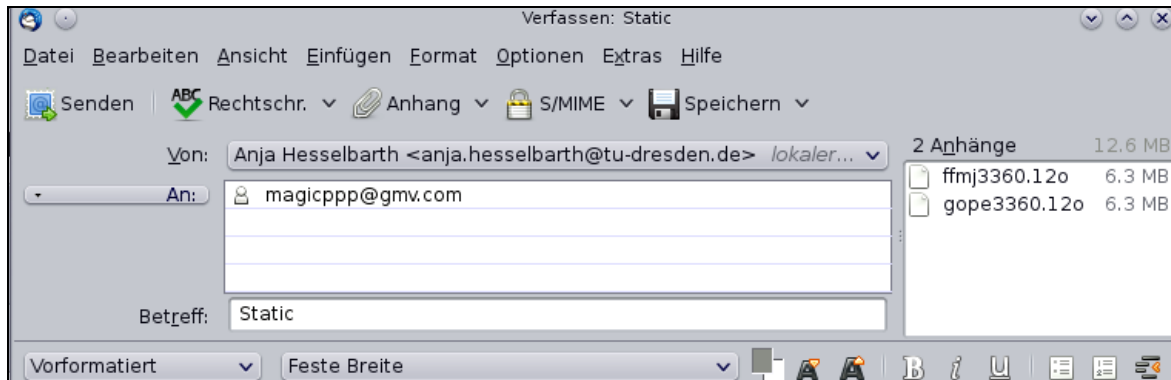 Verfassen: Static
Datei Bearbeiten Ansicht Einfügen Format Optionen Extras Hilfe
Senden ABC Rechtschr. Anhang S/MIME Speichern
Von: Anja Hesselbarth <anja.hesselbarth@tu-dresden.de> lokaler...
An: magicppp@gmv.com
Betreff: Static
2 Anhänge 12.6 MB
ffmj3360.12o 6.3 MB
gope3360.12o 6.3 MB
Vorformatiert Feste Breite A A B i U